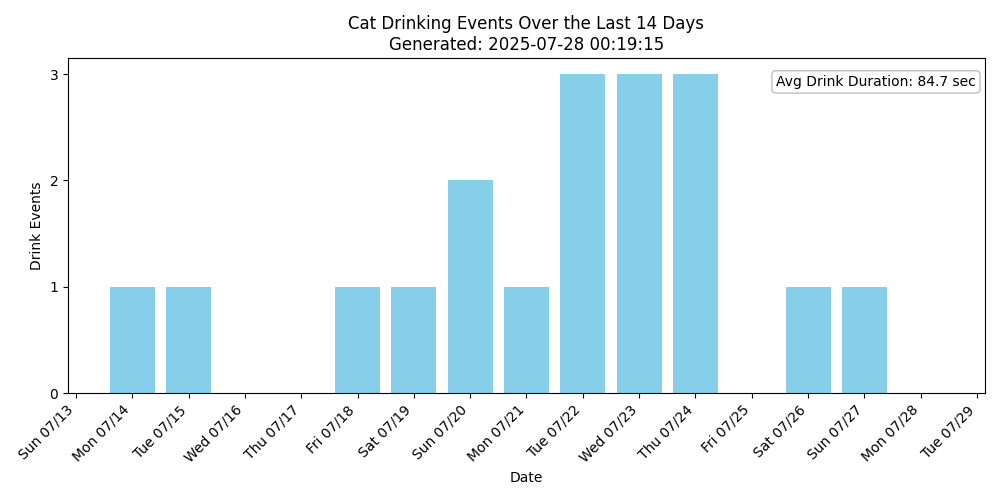 Cat Drinking Events Over the Last 14 Days
Generated: 2025-07-28 00:19:15
Avg Drink Duration: 84.7 sec
Drink Events
3
2
1
0
Sun 07/13
Mon 07/14
Tue 07/15
Wed 07/16
Thu 07/17
Fri 07/18
Sat 07/19
Sun 07/20
Mon 07/21
Tue 07/22
Wed 07/23
Thu 07/24
Fri 07/25
Sat 07/26
Sun 07/27
Mon 07/28
Tue 07/29
Date